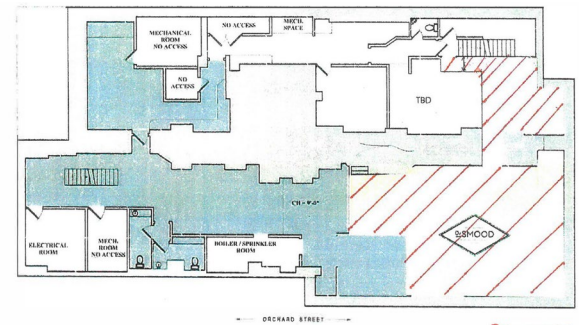 NO ACCESS
MECH.
SPACE
MECHANICAL
ROOM
NO ACCESS
NO
ACCESS
TBD
CH = 9'-0"
SMOOD
ELECTRICAL
ROOM
MECH.
ROOM
NO ACCESS
BOILER / SPRINKLER
ROOM
ORCHARD STREET